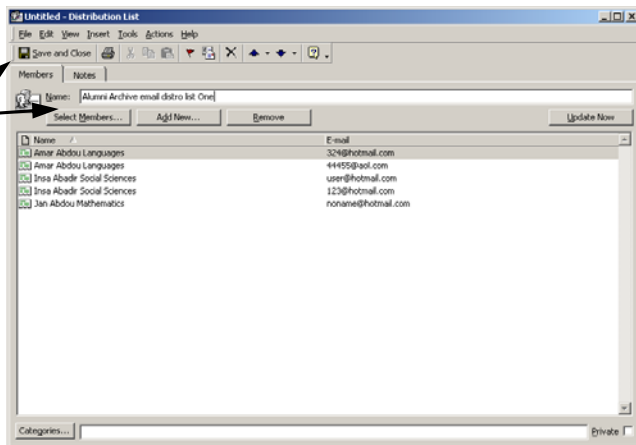 Untitled - Distribution List
File Edit View Insert Tools Actions Help
Save and Close
Members Notes
Name: Alumni Archive email distro list One
Select Members... Add New... Remove Update Now
Name E-mail
Amar Abdou Languages 324@hotmail.com
Amar Abdou Languages 44455@aol.com
Insa Abadr Social Sciences user@hotmail.com
Insa Abadr Social Sciences 123@hotmail.com
Jan Abdou Mathematics noname@hotmail.com
Categories... Private